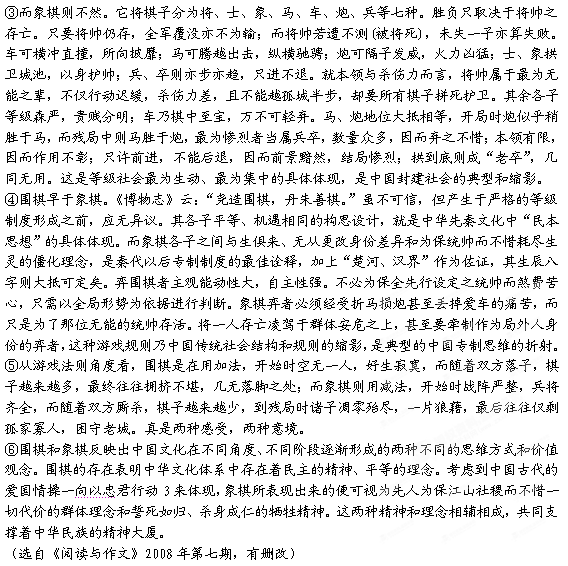 ③而象棋则不然。它将棋子分为将、士、象、马、车、炮、兵等七种。胜负只取决于将帅之
存亡。只要将帅仍存，全军覆没亦不为输；而将帅若遭不测(被将死)，未失一子亦算失败。
车可横冲直撞，所向披靡；马可腾越出击，纵横驰骋；炮可隔子发威，火力凶猛；士、象拱
卫城池，以身护帅；兵、卒则亦步亦趋，只进不退。就本领与杀伤力而言，将帅属于最为无
能之辈，不仅行动迟缓，杀伤力差，且不能越孤城半步，却要所有棋子拼死护卫。其余各子
等级森严，贵贱分明；车乃棋中至宝，万不可轻弃。马、炮地位大抵相等，开局时炮似乎稍
胜于马，而残局中则马胜于炮，最为惨烈者当属兵卒，数量众多，因而弃之不惜；本领有限，
因而作用不彰；只许前进，不能后退，因而前景黯然，结局惨烈；拱到底则成“老卒”，几
同无用。这是等级社会最为生动、最为集中的具体体现，是中国封建社会的典型和缩影。
④围棋早于象棋。《博物志》云：“尧造围棋，丹朱善棋。”虽不可信，但产生于严格的等级
制度形成之前，应无异议。其各子平等、机遇相同的构思设计，就是中华先秦文化中“民本
思想”的具体体现。而象棋各子之间与生俱来、无从更改身份差异和为保统帅而不惜耗尽生
灵的僵化理念，是秦代以后专制制度的最佳诠释，加上“楚河、汉界”作为佐证，其生辰八
字则大抵可定矣。弈围棋者主观能动性大，自主性强。不必为保全先行设定之统帅而煞费苦
心，只需以全局形势为依据进行判断。象棋弈者必须经受折马损炮甚至丢掉爱车的痛苦，而
只是为了那位无能的统帅存活。将一人存亡凌驾于群体安危之上，甚至要牵制作为局外人身
份的弈者，这种游戏规则乃中国传统社会结构和规则的缩影，是典型的中国专制思维的折射。
⑤从游戏法则角度看，围棋是在用加法，开始时空无一人，好生寂寞，而随着双方落子，棋
子越来越多，最终往往拥挤不堪，几无落脚之处；而象棋则用减法，开始时战阵严整，兵将
齐全，而随着双方厮杀，棋子越来越少，到残局时诸子凋零殆尽，一片狼藉，最后往往仅剩
孤家寡人，困守老城。真是两种感受，两种意境。
⑥围棋和象棋反映出中国文化在不同角度、不同阶段逐渐形成的两种不同的思维方式和价值
观念。围棋的存在表明中华文化体系中存在着民主的精神、平等的理念。考虑到中国古代的
爱国情操一向以忠君行动 3 来体现，象棋所表现出来的便可视为先人为保江山社稷而不惜一
切代价的群体理念和誓死如归、杀身成仁的牺牲精神。这两种精神和理念相辅相成，共同支
撑着中华民族的精神大厦。
(选自《阅读与作文》2008 年第七期，有删改)